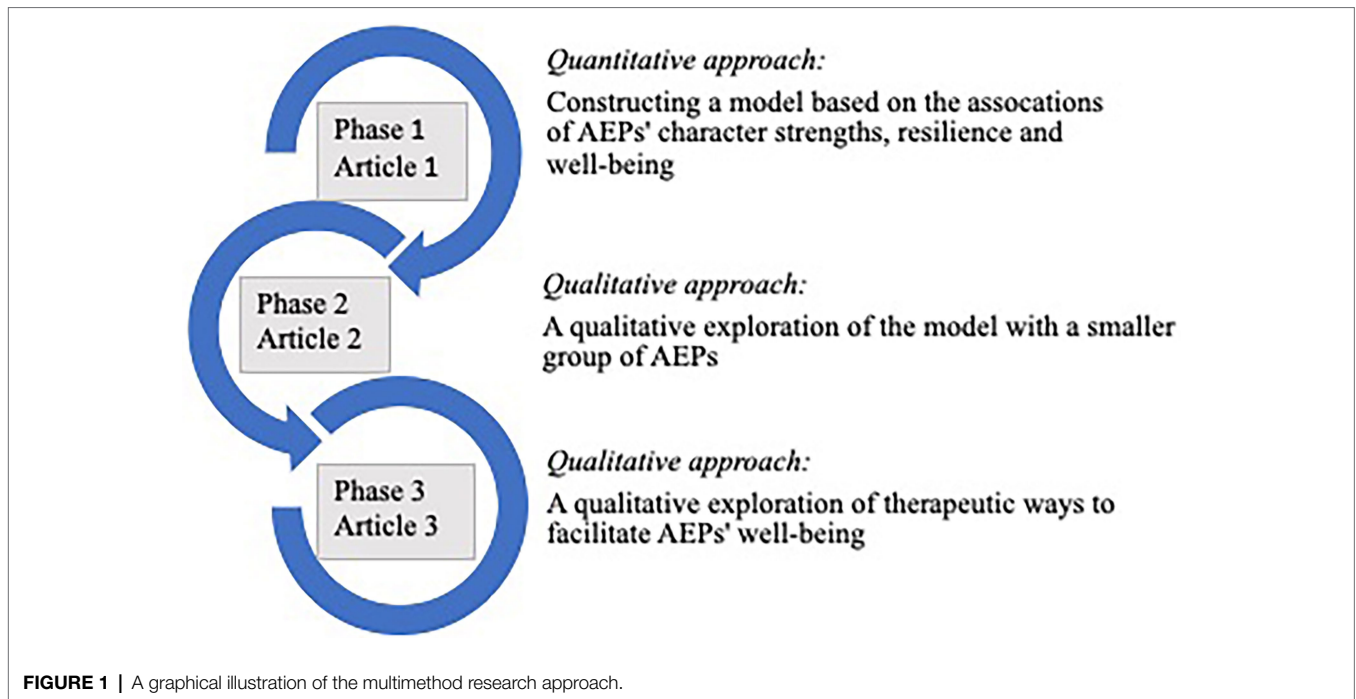 Phase 1
Article 1
Quantitative approach:
Constructing a model based on the assocations
of AEPs' character strengths, resilience and
well-being
Phase 2
Article 2
Qualitative approach:
A qualitative exploration of the model with a smaller
group of AEPs
Phase 3
Article 3
Qualitative approach:
A qualitative exploration of therapeutic ways to
facilitate AEPs' well-being
FIGURE 1 | A graphical illustration of the multimethod research approach.